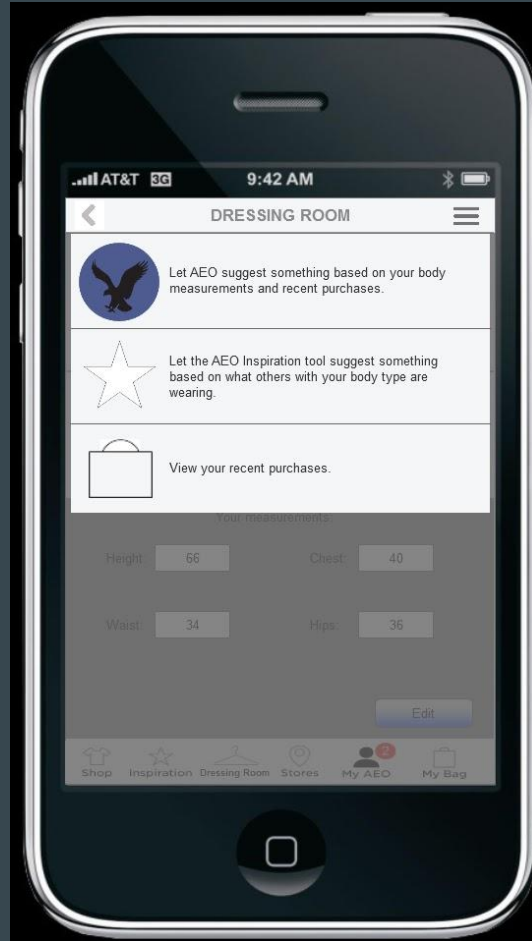 AT&T 3G 9:42 AM
DRESSING ROOM
Let AEO suggest something based on your body
measurements and recent purchases.
Let the AEO Inspiration tool suggest something
based on what others with your body type are
wearing.
View your recent purchases.
Your measurements:
Height: 66 Chest: 40
Waist: 34 Hips: 36
Edit
2
Shop Inspiration Dressing Room Stores My AEO My Bag